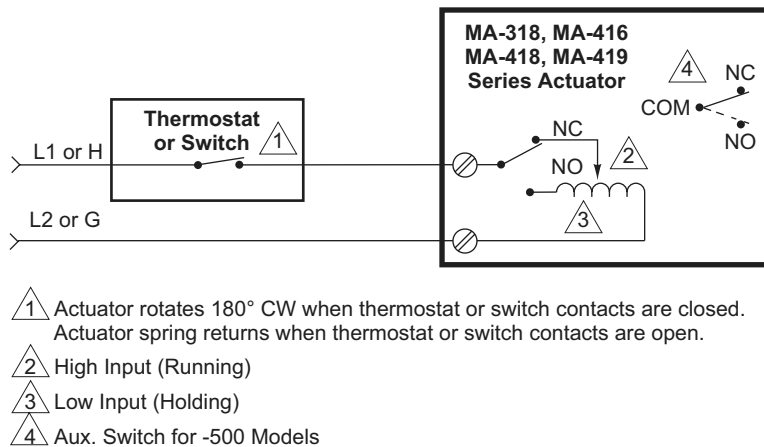 MA-318, MA-416
MA-418, MA-419
Series Actuator
4
NC
COM
NO
Thermostat
or Switch
1
L1 or H
NC
2
NO
3
L2 or G
1 Actuator rotates 180° CW when thermostat or switch contacts are closed.
Actuator spring returns when thermostat or switch contacts are open.
2 High Input (Running)
3 Low Input (Holding)
4 Aux. Switch for -500 Models